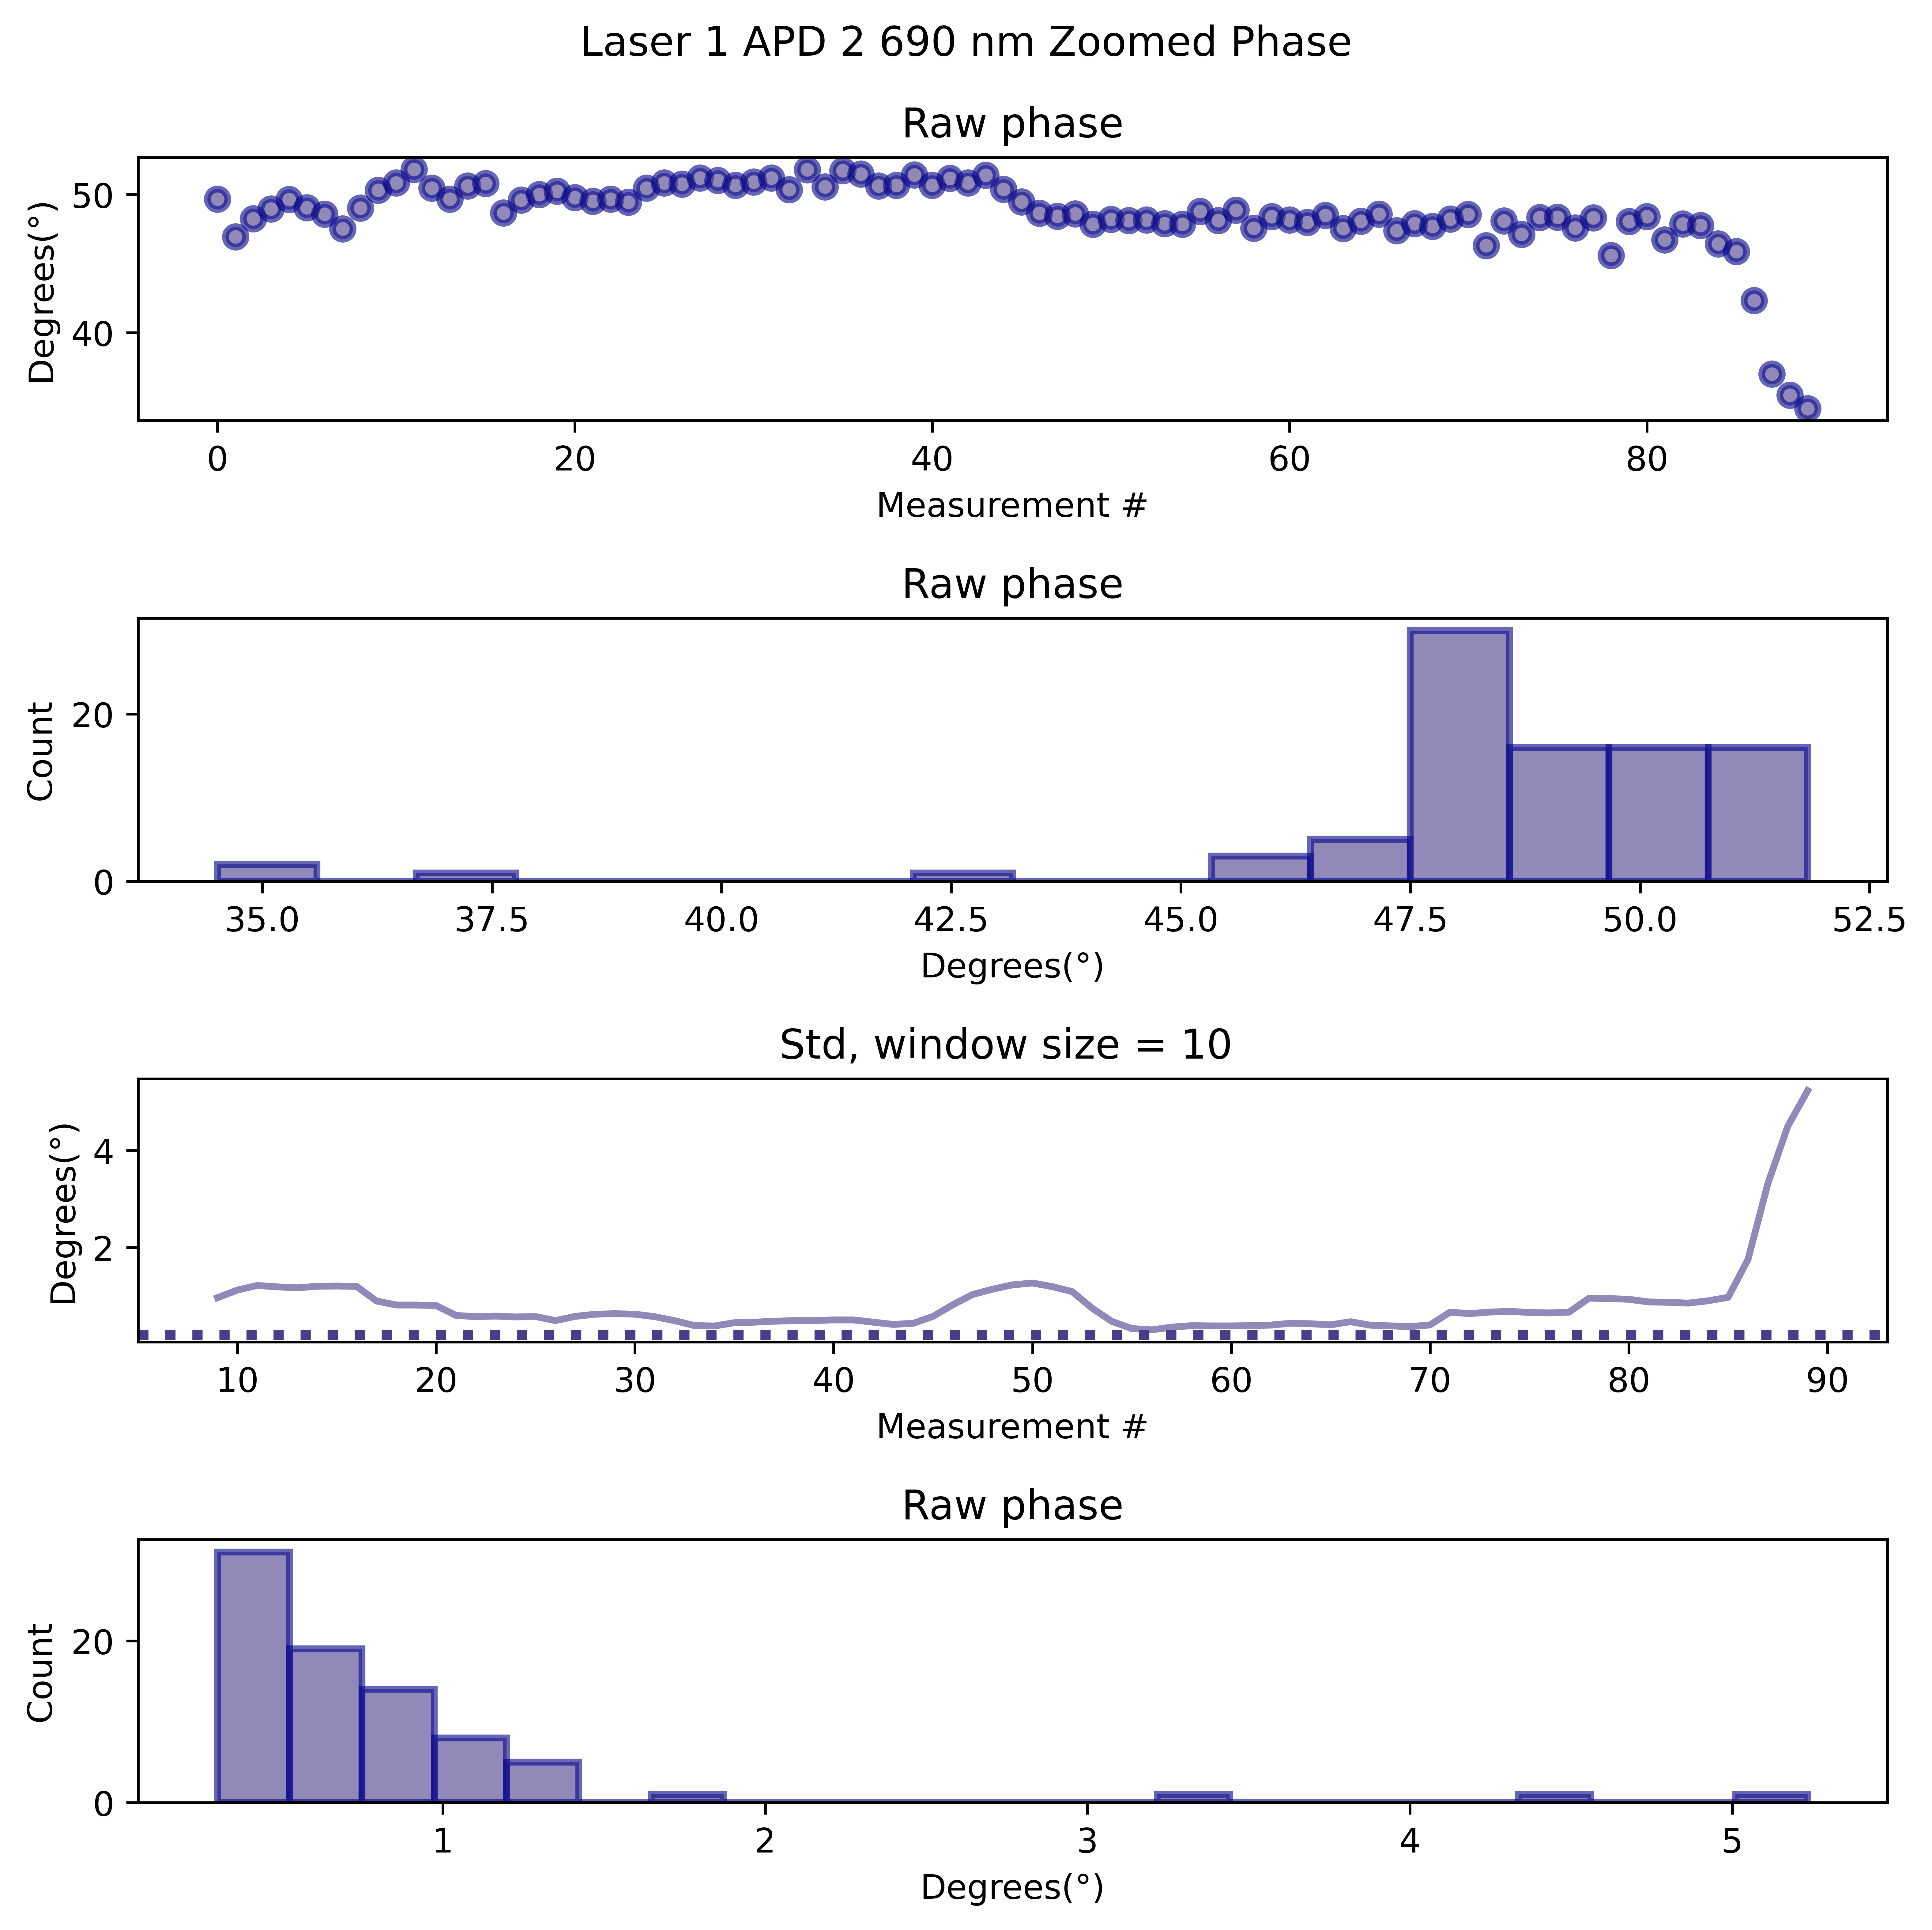 Laser 1 APD 2 690 nm Zoomed Phase
Raw phase
50
40
Degrees(°)
0 20 40 60 80
Measurement #
Raw phase
20
0
Count
35.0 37.5 40.0 42.5 45.0 47.5 50.0 52.5
Degrees(°)
Std, window size = 10
4
2
Degrees(°)
10 20 30 40 50 60 70 80 90
Measurement #
Raw phase
20
0
Count
1 2 3 4 5
Degrees(°)